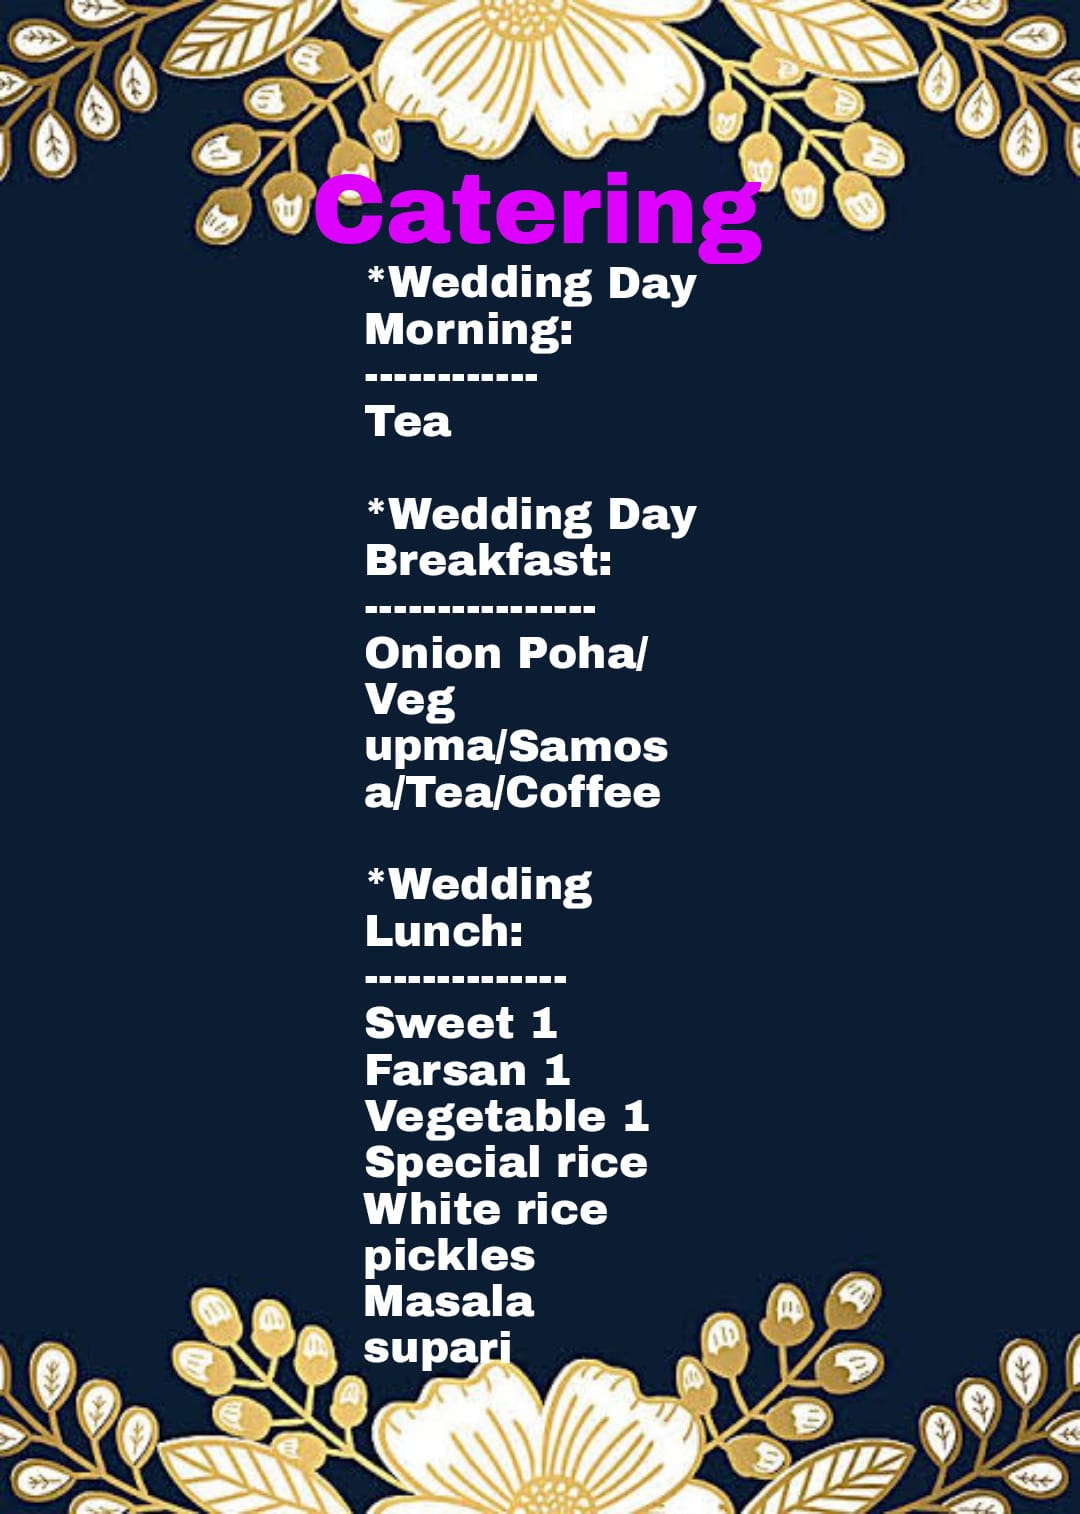 Catering
*Wedding Day
Morning:
------------
Tea
*Wedding Day
Breakfast:
----------------
Onion Poha/
Veg
upma/Samos
a/Tea/Coffee
*Wedding
Lunch:
--------------
Sweet 1
Farsan 1
Vegetable 1
Special rice
White rice
pickles
Masala
supari